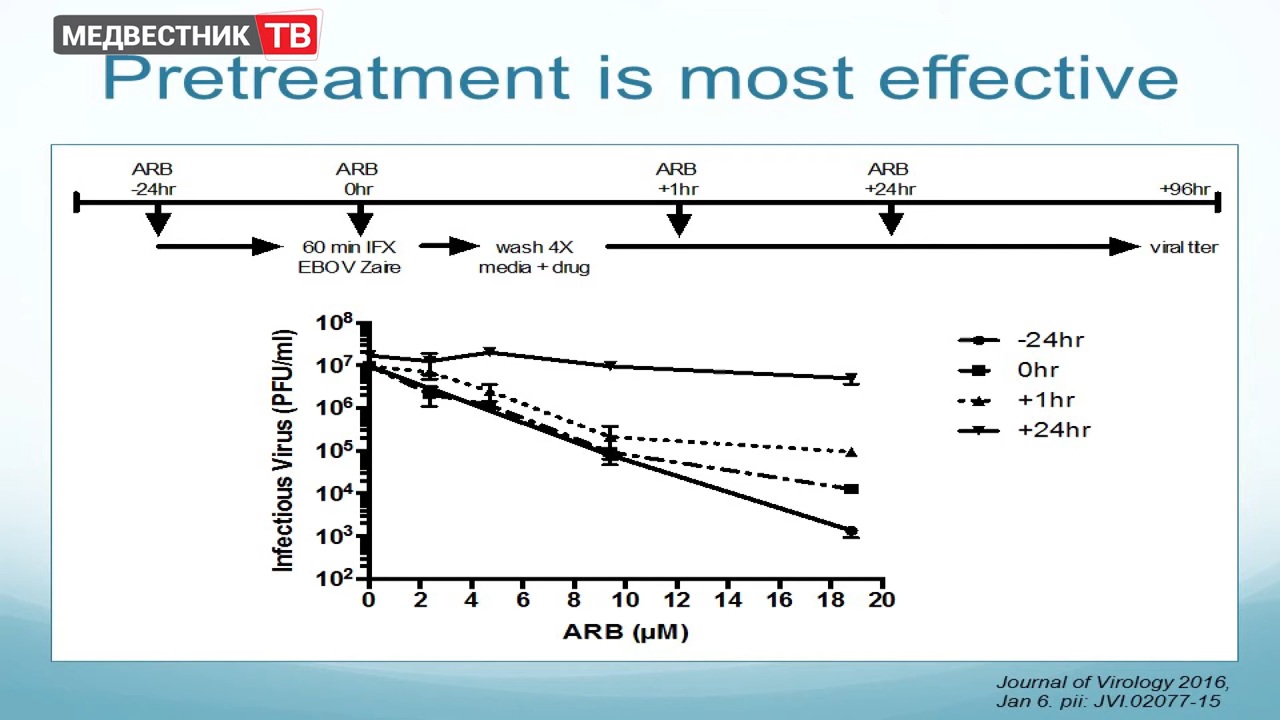 МЕДВЕСТНИК ТВ
Pretreatment is most effective
ARB ARB ARB ARB
-24hr 0hr +1hr +24hr +96hr
60 min IFX wash 4X viral titer
EBOV Zaire media + drug
Infectious Virus (PFU/ml)
10⁸
10⁷
10⁶
10⁵
10⁴
10³
10²
0 2 4 6 8 10 12 14 16 18 20
ARB (µM)
-24hr
0hr
+1hr
+24hr
Journal of Virology 2016,
Jan 6. pii: JVI.02077-15